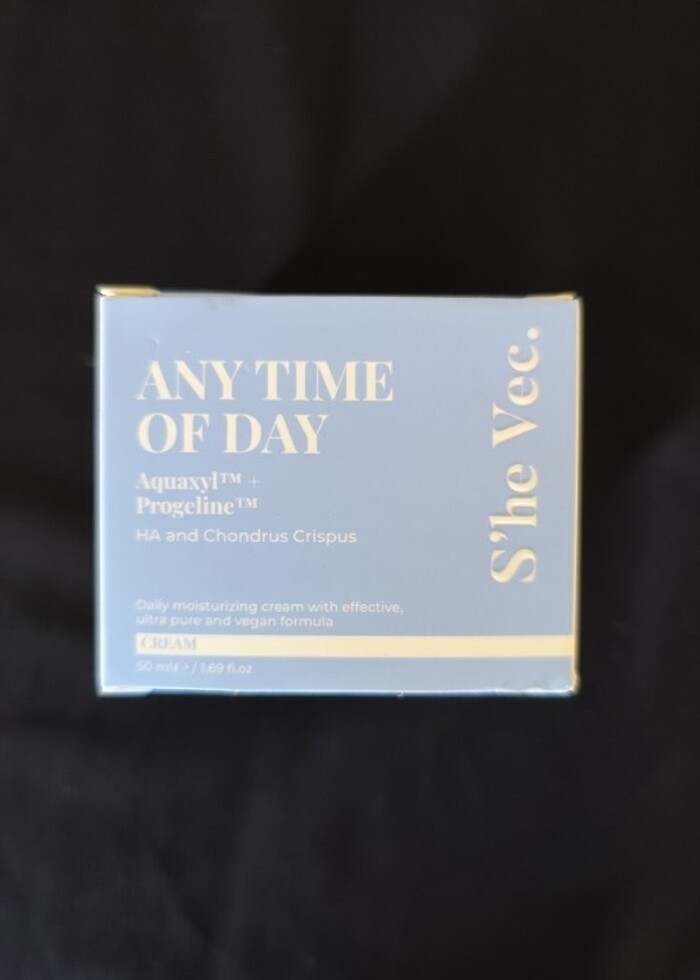 ANY TIME
OF DAY
Aquaxyl™ +
Progeline™
HA and Chondrus Crispus
Daily moisturizing cream with effective,
ultra pure and vegan formula
CREAM
50 ml ℮ / 1.69 fl.oz
S'he Vec.